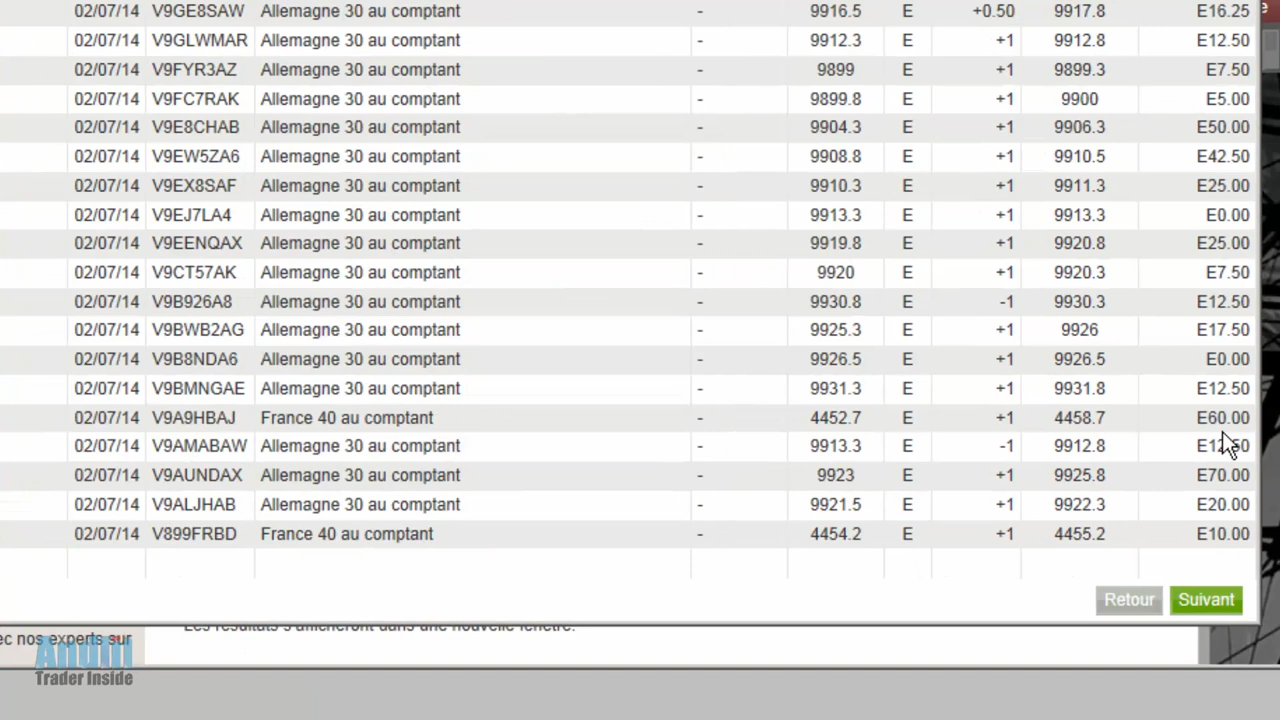 02/07/14 V9GE8SAW Allemagne 30 au comptant - 9916.5 E +0.50 9917.8 E16.25
02/07/14 V9GLWMAR Allemagne 30 au comptant - 9912.3 E +1 9912.8 E12.50
02/07/14 V9FYR3AZ Allemagne 30 au comptant - 9899 E +1 9899.3 E7.50
02/07/14 V9FC7RAK Allemagne 30 au comptant - 9899.8 E +1 9900 E5.00
02/07/14 V9E8CHAB Allemagne 30 au comptant - 9904.3 E +1 9906.3 E50.00
02/07/14 V9EW5ZA6 Allemagne 30 au comptant - 9908.8 E +1 9910.5 E42.50
02/07/14 V9EX8SAF Allemagne 30 au comptant - 9910.3 E +1 9911.3 E25.00
02/07/14 V9EJ7LA4 Allemagne 30 au comptant - 9913.3 E +1 9913.3 E0.00
02/07/14 V9EENQAX Allemagne 30 au comptant - 9919.8 E +1 9920.8 E25.00
02/07/14 V9CT57AK Allemagne 30 au comptant - 9920 E +1 9920.3 E7.50
02/07/14 V9B926A8 Allemagne 30 au comptant - 9930.8 E -1 9930.3 E12.50
02/07/14 V9BWB2AG Allemagne 30 au comptant - 9925.3 E +1 9926 E17.50
02/07/14 V9B8NDA6 Allemagne 30 au comptant - 9926.5 E +1 9926.5 E0.00
02/07/14 V9BMNGAE Allemagne 30 au comptant - 9931.3 E +1 9931.8 E12.50
02/07/14 V9A9HBAJ France 40 au comptant - 4452.7 E +1 4458.7 E60.00
02/07/14 V9AMABAW Allemagne 30 au comptant - 9913.3 E -1 9912.8
02/07/14 V9AUNDAX Allemagne 30 au comptant - 9923 E +1 9925.8 E70.00
02/07/14 V9ALJHAB Allemagne 30 au comptant - 9921.5 E +1 9922.3 E20.00
02/07/14 V899FRBD France 40 au comptant - 4454.2 E +1 4455.2 E10.00
Retour Suivant
Les résultats s'afficheront dans une nouvelle fenêtre.
ec nos experts sur
Trader Inside